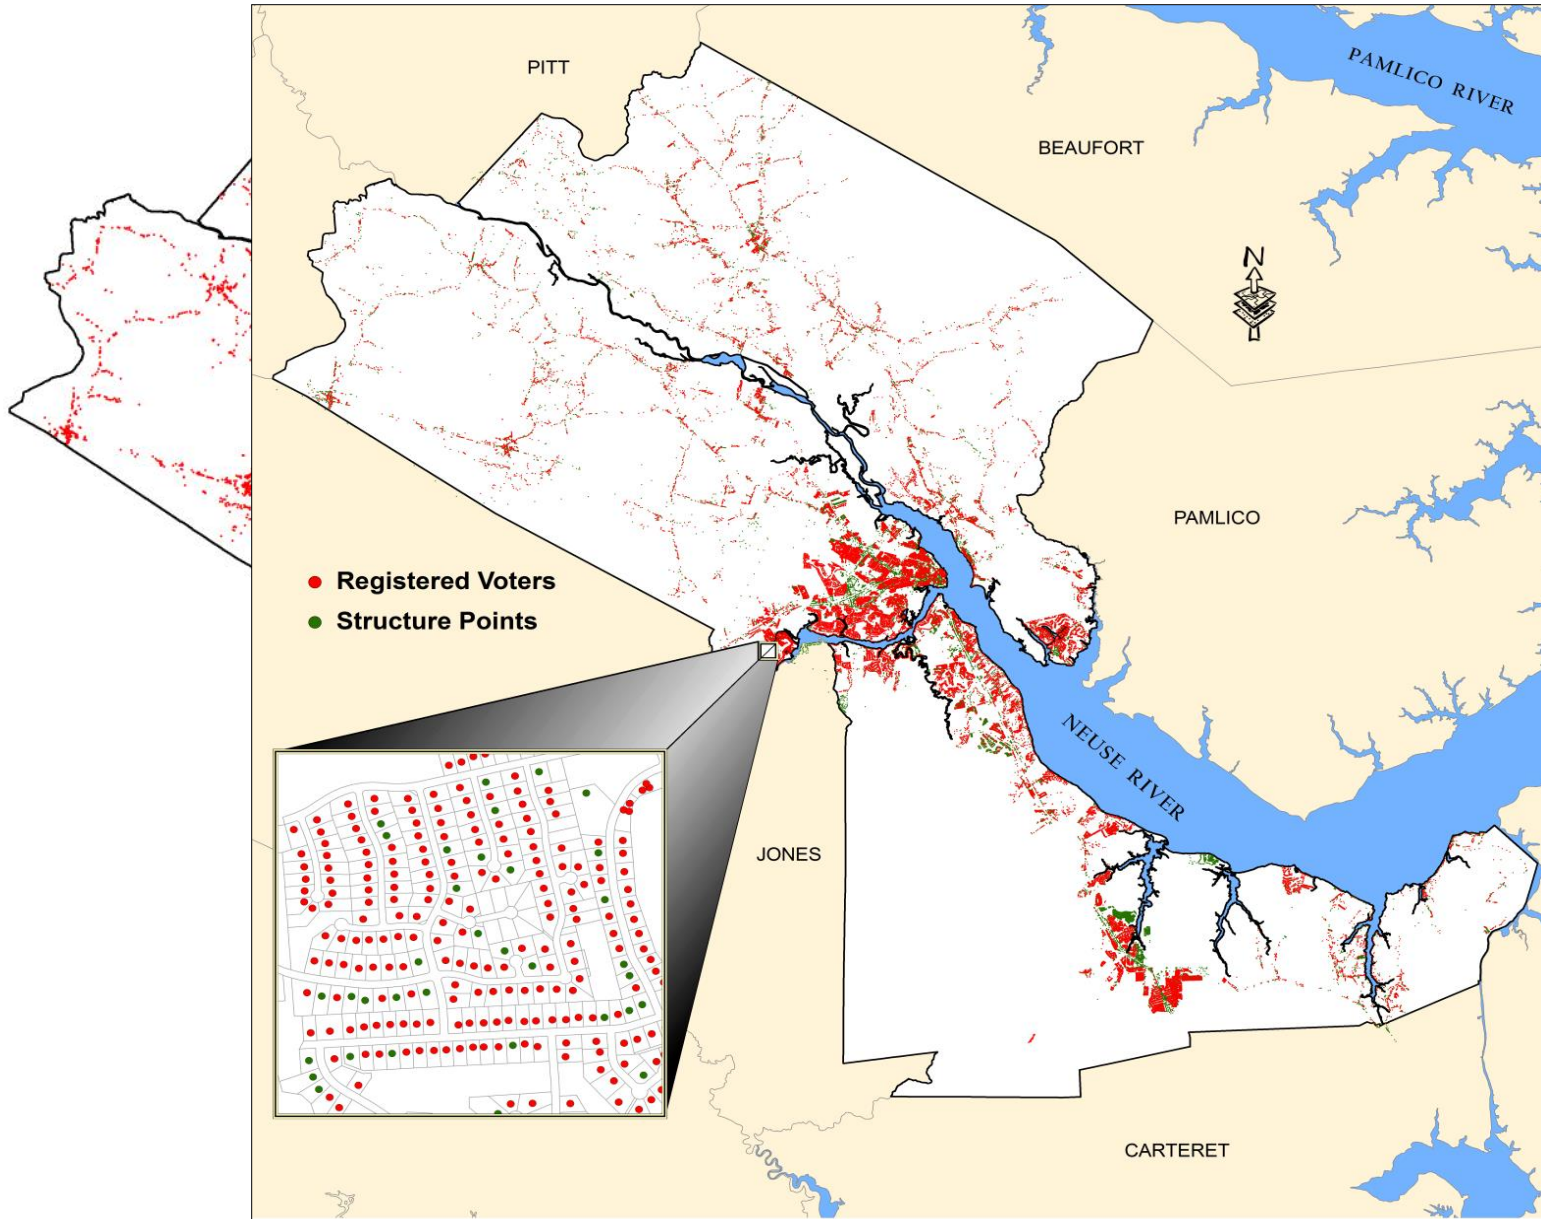 PITT
PAMLICO RIVER
BEAUFORT
N
PAMLICO
Registered Voters
Structure Points
NEUSE RIVER
JONES
CARTERET